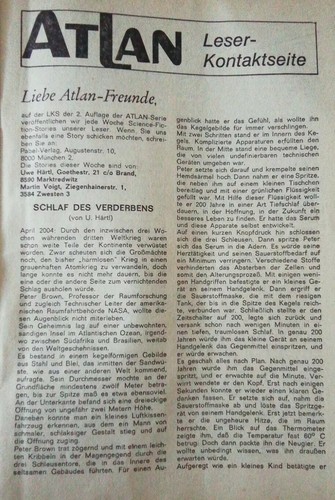 ATLAN
Leser-
Kontaktseite
Liebe Atlan-Freunde,
auf der LKS der 2. Auflage der ATLAN-Serie
veröffentlichen wir jede Woche Science-Fic-
tion-Stories unserer Leser. Wenn Sie uns
ebenfalls eine Story schicken möchten, schrei-
ben Sie an:
Pabel-Verlag, Augustenstr. 10,
8000 München 2.
Die Stories dieser Woche sind von:
Uwe Härtl, Goethestr. 21 c/o Brand,
8590 Marktredwitz
Martin Voigt, Ziegenhainerstr. 1,
3584 Zwesten 3
SCHLAF DES VERDERBENS
(von U. Härtl)
April 2004: Durch den inzwischen drei Wo-
chen währenden dritten Weltkrieg waren
schon weite Teile der Kontinente verwüstet
worden. Zwar scheuten sich die Großmächte
noch, den bisher „harmlosen" Krieg in einen
grauenhaften Atomkrieg zu verwandeln, doch
lange konnte es nicht mehr dauern, bis die
eine oder die andere Seite zum vernichtenden
Schlag ausholen würde.
Peter Brown, Professor der Raumforschung
und zugleich Technischer Leiter der amerikani-
schen Raumfahrtbehörde NASA, wollte die-
sen Augenblick nicht miterleben.
Sein Geheimnis lag auf einer unbewohnten,
sandigen Insel im Atlantischen Ozean, irgend-
wo zwischen Südafrika und Brasilien, weitab
von den Weltgeschehnissen.
Es bestand in einem kegelförmigen Gebilde
aus Stahl und Blei, das inmitten der Sandwü-
ste, wie aus einer anderen Welt kommend,
aufragte. Sein Durchmesser mochte an der
Grundfläche mindestens zwölf Meter betra-
gen, bis zur Spitze maß es etwa ebensoviel.
An der Unterkante befand sich eine dreieckige
Öffnung von ungefähr zwei Metern Höhe.
Daneben konnte man ein kleines Luftkissen-
fahrzeug erkennen, aus dem ein Mann von
schmaler, schlaksiger Gestalt stieg und auf
die Öffnung zuging.
Peter Brown trat zögernd und mit einem leich-
ten Kribbeln in der Magengegend durch die
drei Schleusentore, die in das Innere des
seltsamen Gebäudes führten. Für einen Au-
genblick hatte er das Gefühl, als wollte ihn
das Kegelgebilde für immer verschlingen.
Mit zwei Schritten stand er im Innern des Ke-
gels. Komplizierte Apparaturen erfüllten den
Raum. In der Mitte stand eine bequeme Liege,
die von vielen undefinierbaren technischen
Geräten umgeben war.
Peter setzte sich darauf und krempelte seinen
Hemdsärmel hoch. Dann nahm er eine Spritze,
die neben ihm auf einem kleinen Tischchen
bereitlag und mit einer grünlichen Flüssigkeit
gefüllt war. Mit Hilfe dieser Flüssigkeit wollte
er 200 Jahre in einer Art Tiefschlaf über-
dauern, in der Hoffnung, in der Zukunft ein
besseres Leben zu finden. Er hatte das Serum
und diese Apparate selbst entwickelt.
Auf einen kurzen Knopfdruck hin schlossen
sich die drei Schleusen. Dann spritzte Peter
sich das Serum in die Adern. Es würde seine
Herztätigkeit und seinen Sauerstoffbedarf auf
ein Minimum verringern. Verschiedene Stoffe
verhinderten das Absterben der Zellen und
somit den Alterungsprozeß. Mit einigen weni-
gen Handgriffen befestigte er ein kleines Ge-
rät an seinem Handgelenk. Dann ergriff er
die Sauerstoffmaske, die mit dem riesigen
Tank, der bis in die Spitze des Kegels reich-
te, verbunden war. Schließlich stellte er den
Zeitschalter auf 200, legte sich zurück und
versank schon nach wenigen Minuten in ei-
nen tiefen, traumlosen Schlaf. In genau 200
Jahren würde ihm das kleine Gerät an seinem
Handgelenk das Gegenmittel einspritzen, und
er würde erwachen.
Es geschah alles nach Plan. Nach genau 200
Jahren wurde ihm das Gegenmittel einge-
spritzt, und er erwachte auf die Minute. Ver-
wirrt wendete er den Kopf. Erst nach einigen
Sekunden konnte er wieder einen klaren Ge-
danken fassen. Er setzte sich auf, nahm die
Sauerstoffmaske ab und löste das Spritzge-
rät von seinem Handgelenk. Erst jetzt bemerk-
te er die ungeheure Hitze, die im Raum
herrschte. Ein Blick auf das Thermometer
zeigte ihm, daß die Temperatur fast 60° C
betrug. Doch dann packte ihn die Neugier. Er
wollte unbedingt wissen, was ihn draußen
erwarten würde.
Aufgeregt wie ein kleines Kind betätigte er